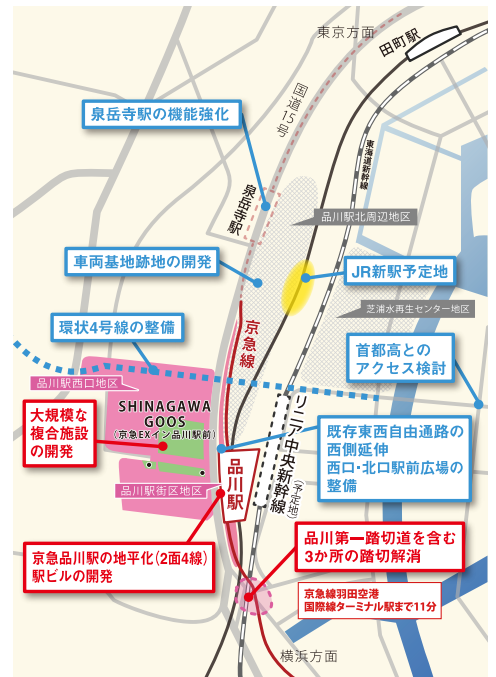 東京方面
田町駅
国道15号
泉岳寺駅の機能強化
東海道新幹線
泉岳寺駅
品川駅北周辺地区
車両基地跡地の開発
JR新駅予定地
芝浦水再生センター地区
環状4号線の整備
京急線
首都高との
アクセス検討
品川駅西口地区
SHINAGAWA
GOOS
(京急EXイン品川駅前)
大規模な
複合施設
の開発
リニア中央新幹線
(予定地)
既存東西自由通路の
西側延伸
西口・北口駅前広場の
整備
品川駅
品川駅街区地区
京急品川駅の地平化(2面4線)
駅ビルの開発
品川第一踏切道を含む
3か所の踏切解消
京急線羽田空港
国際線ターミナル駅まで11分
横浜方面